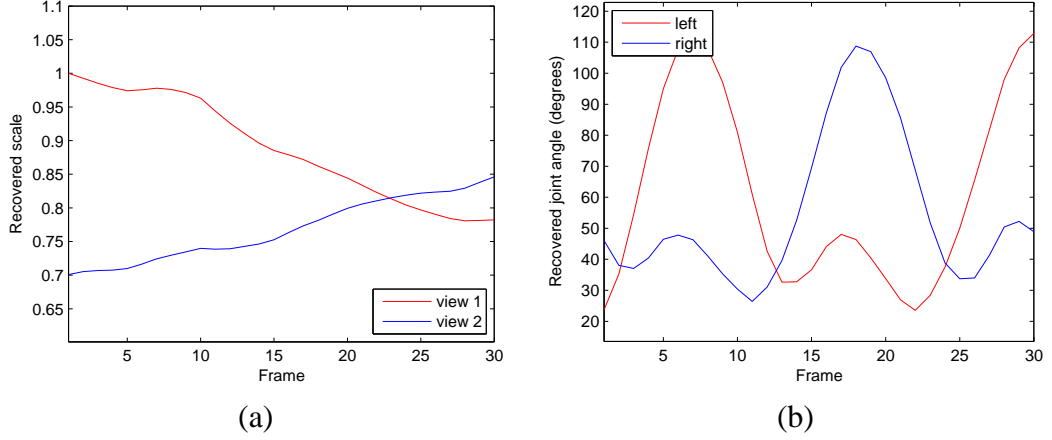 1.1
1.05
1
0.95
0.9
0.85
0.8
0.75
0.7
0.65
Recovered scale
view 1
view 2
5 10 15 20 25 30
Frame
(a)
120
110
100
90
80
70
60
50
40
30
20
Recovered joint angle (degrees)
left
right
5 10 15 20 25 30
Frame
(b)